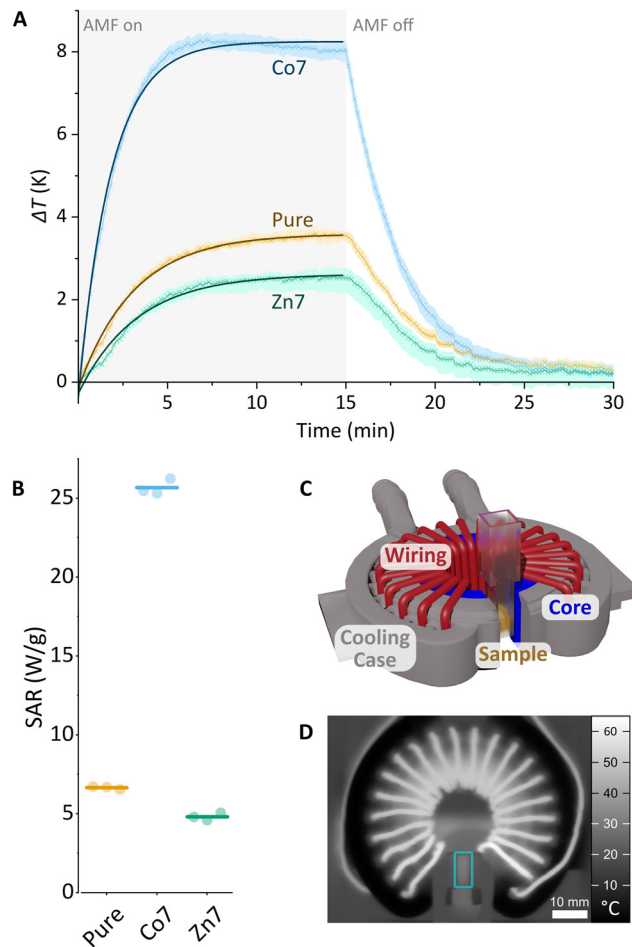 A
AMF on
AMF off
8
6
4
2
0
ΔT (K)
Co7
Pure
Zn7
5
10
15
20
25
30
Time (min)
B
25
20
15
10
5
0
SAR (W/g)
Pure
Co7
Zn7
C
Wiring
Core
Cooling
Case
Sample
D
60
50
40
30
20
10
°C
10 mm